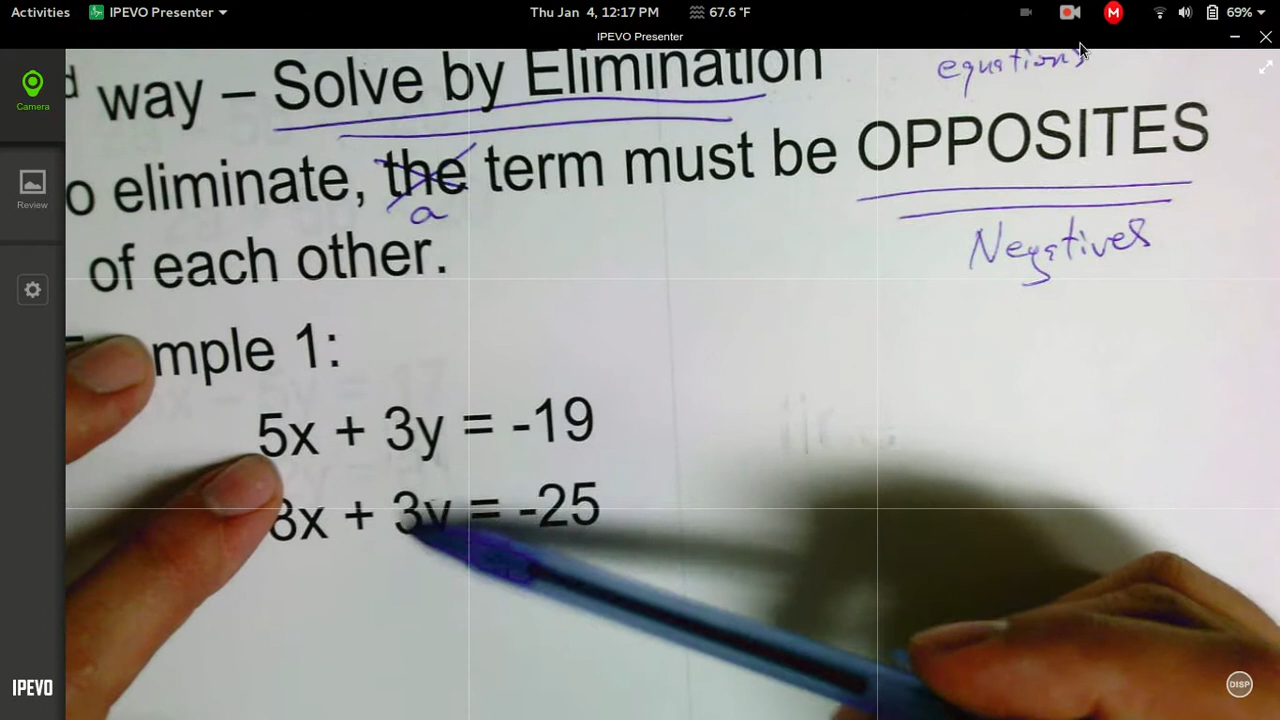 Activities IPEVO Presenter Thu Jan 4, 12:17 PM 67.6 °F M 69%
IPEVO Presenter
Camera
Review
IPEVO
DISP
way – Solve by Elimination
equations
eliminate, the term must be OPPOSITES
a
Negatives
of each other.
1:
5x + 3y = -19
8x + 3y = -25